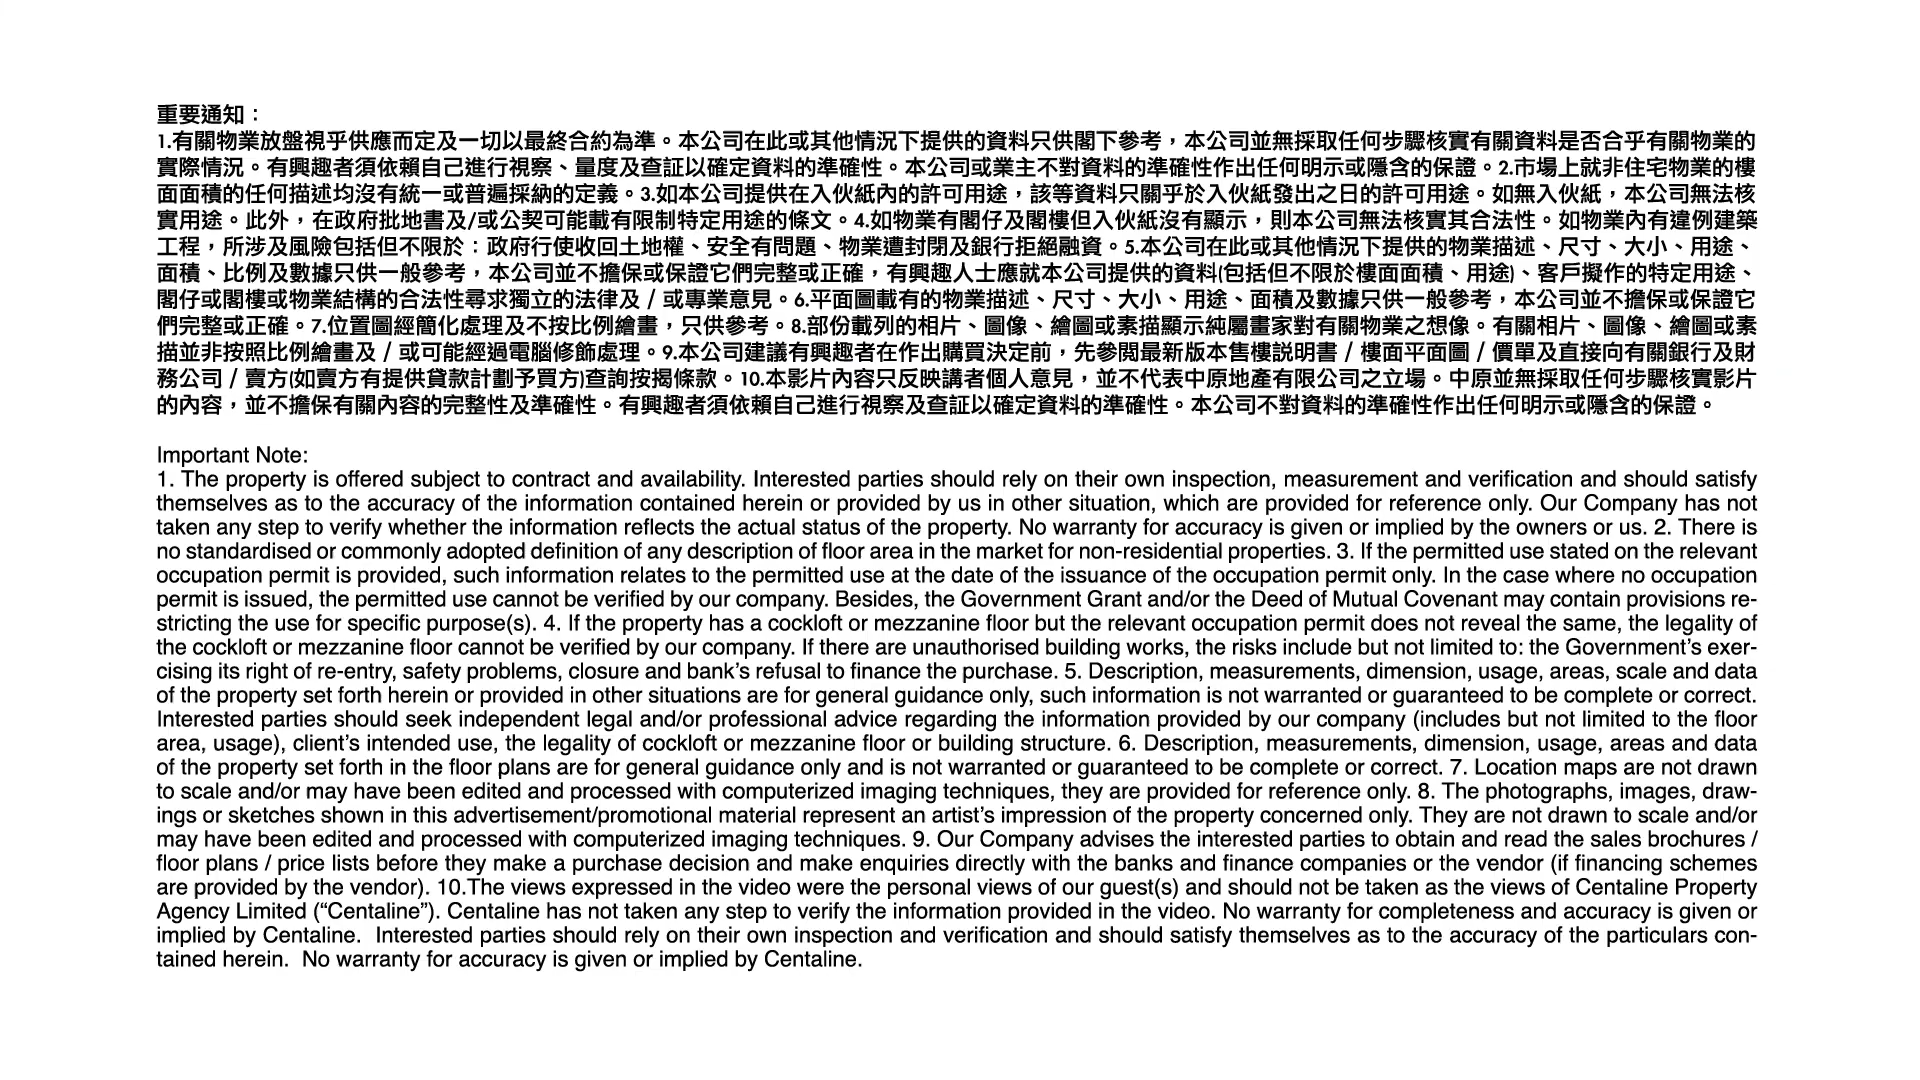 重要通知：
1.有關物業放盤視乎供應而定及一切以最終合約為準。本公司在此或其他情況下提供的資料只供閣下參考，本公司並無採取任何步驟核實有關資料是否合乎有關物業的
實際情況。有興趣者須依賴自己進行視察、量度及查証以確定資料的準確性。本公司或業主不對資料的準確性作出任何明示或隱含的保證。2.市場上就非住宅物業的樓
面面積的任何描述均沒有統一或普遍採納的定義。3.如本公司提供在入伙紙內的許可用途，該等資料只關乎於入伙紙發出之日的許可用途。如無入伙紙，本公司無法核
實用途。此外，在政府批地書及/或公契可能載有限制特定用途的條文。4.如物業有閣仔及閣樓但入伙紙沒有顯示，則本公司無法核實其合法性。如物業內有違例建築
工程，所涉及風險包括但不限於：政府行使收回土地權、安全有問題、物業遭封閉及銀行拒絕融資。5.本公司在此或其他情況下提供的物業描述、尺寸、大小、用途、
面積、比例及數據只供一般參考，本公司並不擔保或保證它們完整或正確，有興趣人士應就本公司提供的資料(包括但不限於樓面面積、用途)、客戶擬作的特定用途、
閣仔或閣樓或物業結構的合法性尋求獨立的法律及 / 或專業意見。6.平面圖載有的物業描述、尺寸、大小、用途、面積及數據只供一般參考，本公司並不擔保或保證它
們完整或正確。7.位置圖經簡化處理及不按比例繪畫，只供參考。8.部份載列的相片、圖像、繪圖或素描顯示純屬畫家對有關物業之想像。有關相片、圖像、繪圖或素
描並非按照比例繪畫及 / 或可能經過電腦修飾處理。9.本公司建議有興趣者在作出購買決定前，先參閱最新版本售樓説明書 / 樓面平面圖 / 價單及直接向有關銀行及財
務公司 / 賣方(如賣方有提供貸款計劃予買方)查詢按揭條款。10.本影片內容只反映講者個人意見，並不代表中原地產有限公司之立場。中原並無採取任何步驟核實影片
的內容，並不擔保有關內容的完整性及準確性。有興趣者須依賴自己進行視察及查証以確定資料的準確性。本公司不對資料的準確性作出任何明示或隱含的保證。
Important Note:
1. The property is offered subject to contract and availability. Interested parties should rely on their own inspection, measurement and verification and should satisfy
themselves as to the accuracy of the information contained herein or provided by us in other situation, which are provided for reference only. Our Company has not
taken any step to verify whether the information reflects the actual status of the property. No warranty for accuracy is given or implied by the owners or us. 2. There is
no standardised or commonly adopted definition of any description of floor area in the market for non-residential properties. 3. If the permitted use stated on the relevant
occupation permit is provided, such information relates to the permitted use at the date of the issuance of the occupation permit only. In the case where no occupation
permit is issued, the permitted use cannot be verified by our company. Besides, the Government Grant and/or the Deed of Mutual Covenant may contain provisions re-
stricting the use for specific purpose(s). 4. If the property has a cockloft or mezzanine floor but the relevant occupation permit does not reveal the same, the legality of
the cockloft or mezzanine floor cannot be verified by our company. If there are unauthorised building works, the risks include but not limited to: the Government’s exer-
cising its right of re-entry, safety problems, closure and bank’s refusal to finance the purchase. 5. Description, measurements, dimension, usage, areas, scale and data
of the property set forth herein or provided in other situations are for general guidance only, such information is not warranted or guaranteed to be complete or correct.
Interested parties should seek independent legal and/or professional advice regarding the information provided by our company (includes but not limited to the floor
area, usage), client’s intended use, the legality of cockloft or mezzanine floor or building structure. 6. Description, measurements, dimension, usage, areas and data
of the property set forth in the floor plans are for general guidance only and is not warranted or guaranteed to be complete or correct. 7. Location maps are not drawn
to scale and/or may have been edited and processed with computerized imaging techniques, they are provided for reference only. 8. The photographs, images, draw-
ings or sketches shown in this advertisement/promotional material represent an artist’s impression of the property concerned only. They are not drawn to scale and/or
may have been edited and processed with computerized imaging techniques. 9. Our Company advises the interested parties to obtain and read the sales brochures /
floor plans / price lists before they make a purchase decision and make enquiries directly with the banks and finance companies or the vendor (if financing schemes
are provided by the vendor). 10.The views expressed in the video were the personal views of our guest(s) and should not be taken as the views of Centaline Property
Agency Limited (“Centaline”). Centaline has not taken any step to verify the information provided in the video. No warranty for completeness and accuracy is given or
implied by Centaline.  Interested parties should rely on their own inspection and verification and should satisfy themselves as to the accuracy of the particulars con-
tained herein.  No warranty for accuracy is given or implied by Centaline.